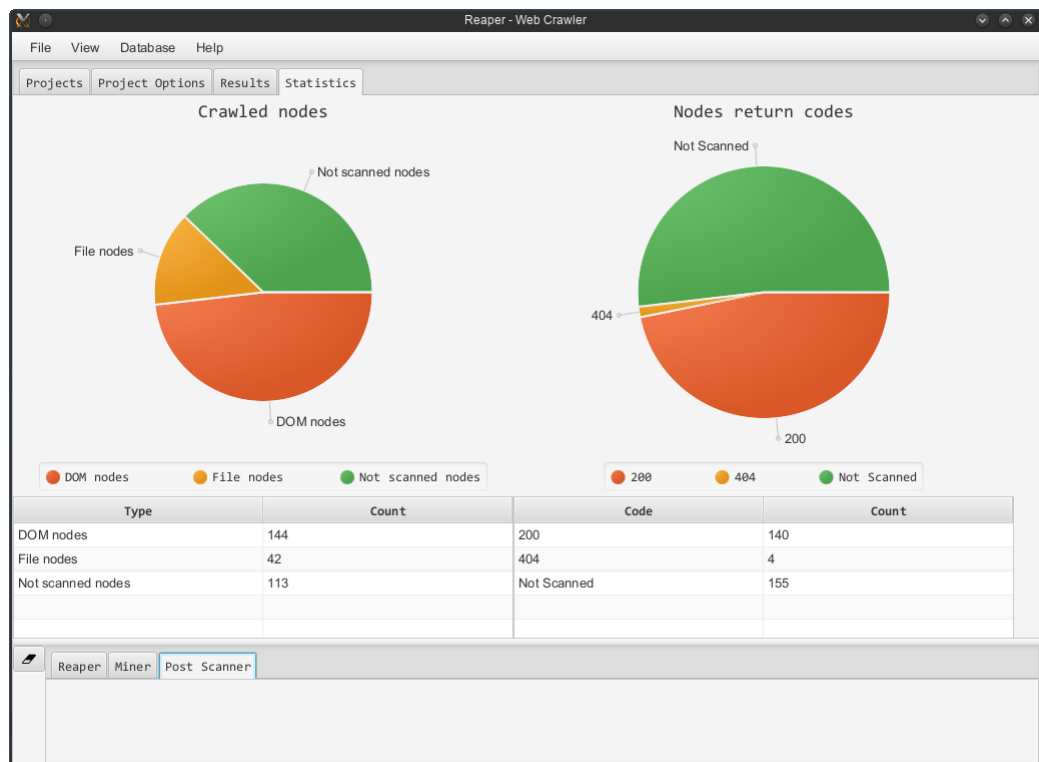 Reaper - Web Crawler
File View Database Help
Projects Project Options Results Statistics
Crawled nodes
Not scanned nodes
File nodes
DOM nodes
DOM nodes File nodes Not scanned nodes
Nodes return codes
Not Scanned
404
200
200 404 Not Scanned
Type Count
DOM nodes 144
File nodes 42
Not scanned nodes 113
Code Count
200 140
404 4
Not Scanned 155
Reaper Miner Post Scanner